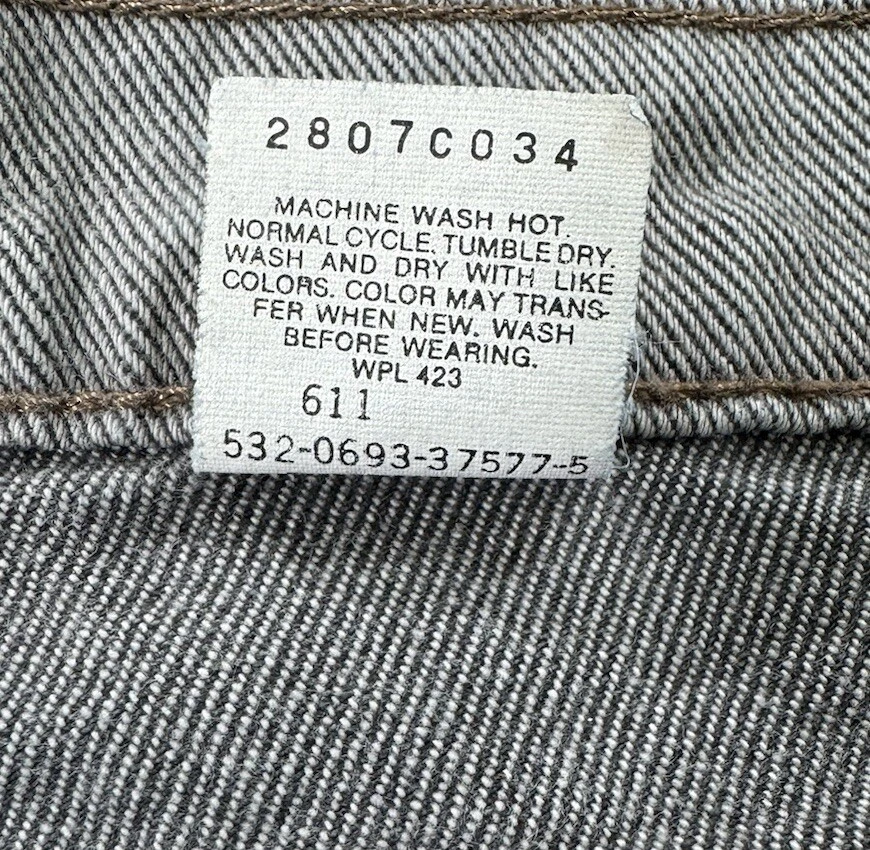 2807C034
MACHINE WASH HOT.
NORMAL CYCLE. TUMBLE DRY.
WASH AND DRY WITH LIKE
COLORS. COLOR MAY TRANS-
FER WHEN NEW. WASH
BEFORE WEARING.
WPL 423
611
532-0693-37577-5